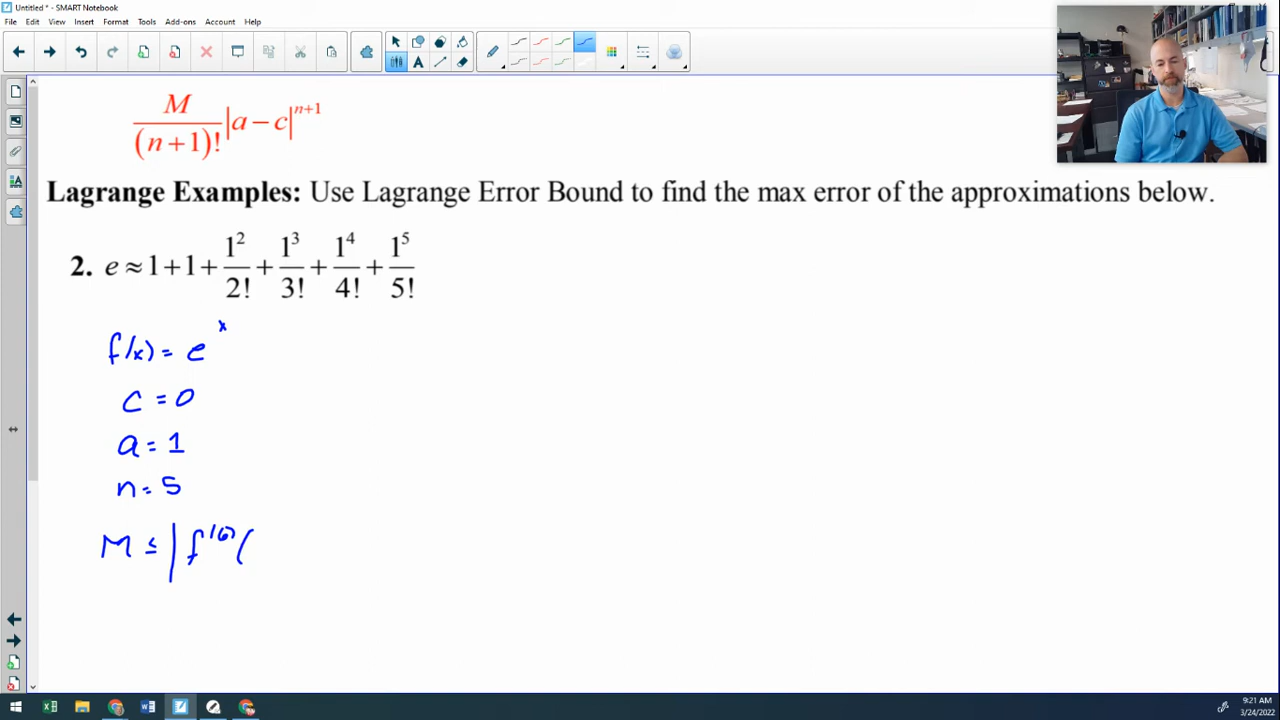 Untitled * - SMART Notebook
File Edit View Insert Format Tools Add-ons Account Help
M/(n+1)! |a−c|^(n+1)
Lagrange Examples: Use Lagrange Error Bound to find the max error of the approximations below.
2. e ≈ 1+1+1²/2!+1³/3!+1⁴/4!+1⁵/5!
f(x) = e^x
c = 0
a = 1
n = 5
M ≤ |f^(6)(
9:21 AM
3/24/2022